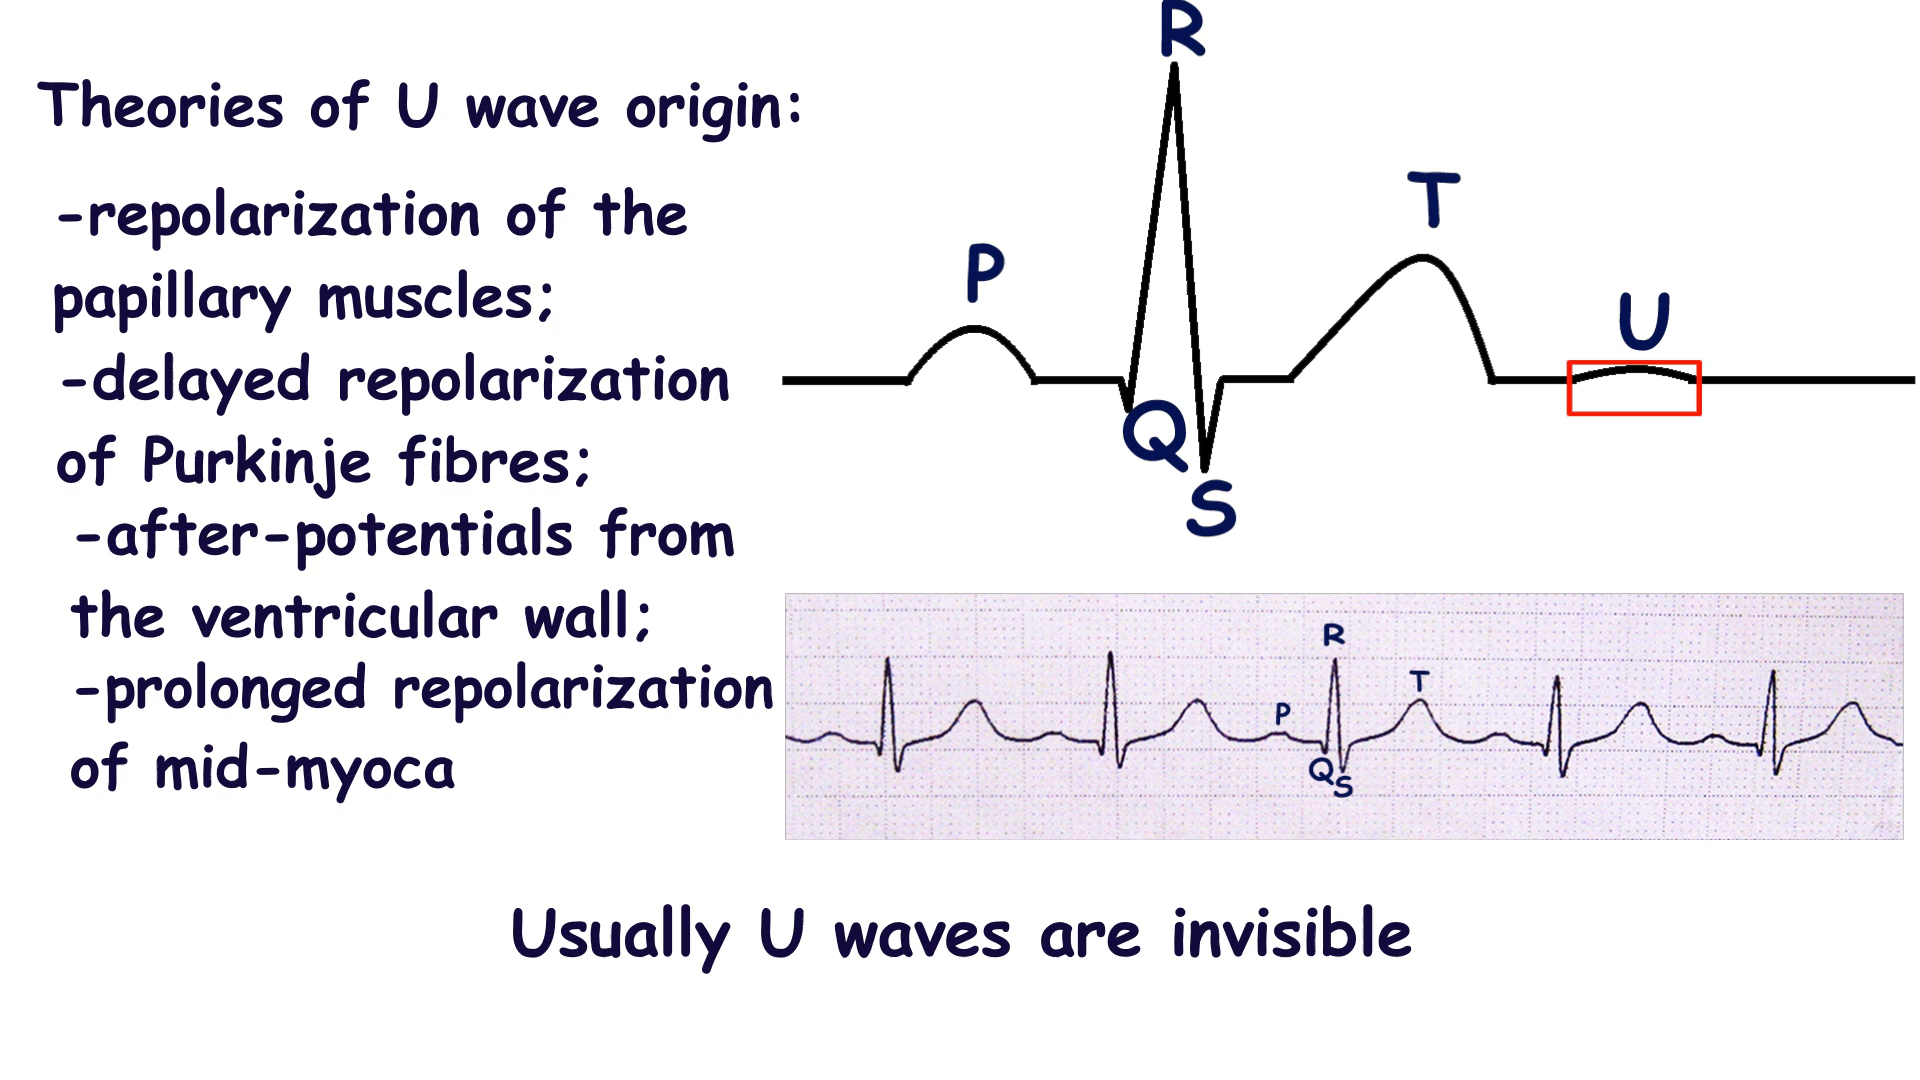 Theories of U wave origin:
-repolarization of the
papillary muscles;
-delayed repolarization
of Purkinje fibres;
-after-potentials from
the ventricular wall;
-prolonged repolarization
of mid-myoca
R
T
P
U
Q
S
R
T
P
Q
S
Usually U waves are invisible